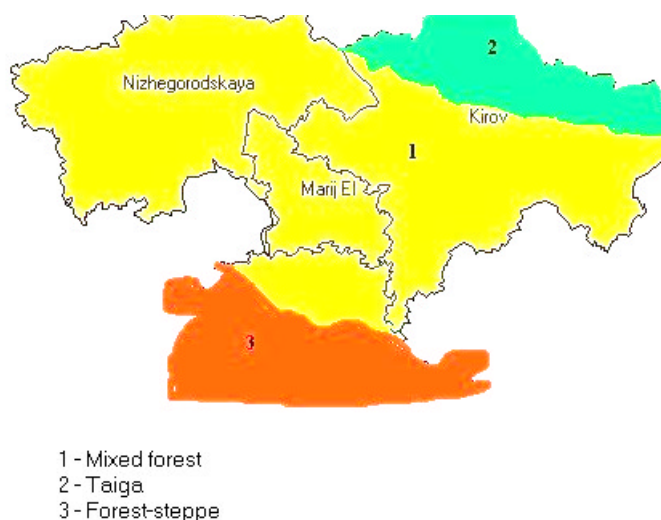 2
Nizhegorodskaya
Kirov
1
Marij El
3
1 - Mixed forest
2 - Taiga
3 - Forest-steppe